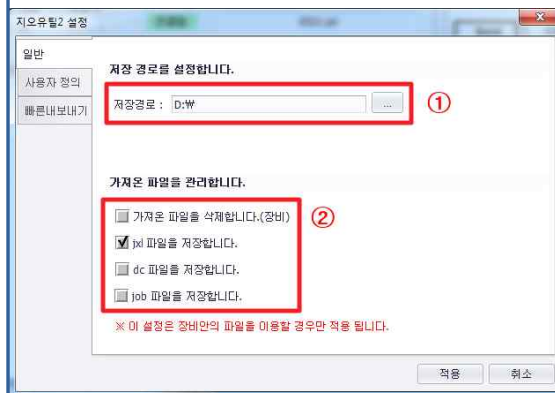 지오유틸2 설정
일반
사용자 정의
빠른내보내기
저장 경로를 설정합니다.
저장경로 : D:₩ ... ①
가져온 파일을 관리합니다.
가져온 파일을 삭제합니다.(장비) ②
jxl 파일을 저장합니다.
dc 파일을 저장합니다.
job 파일을 저장합니다.
※ 이 설정은 장비안의 파일을 이용할 경우만 적용 됩니다.
적용 취소